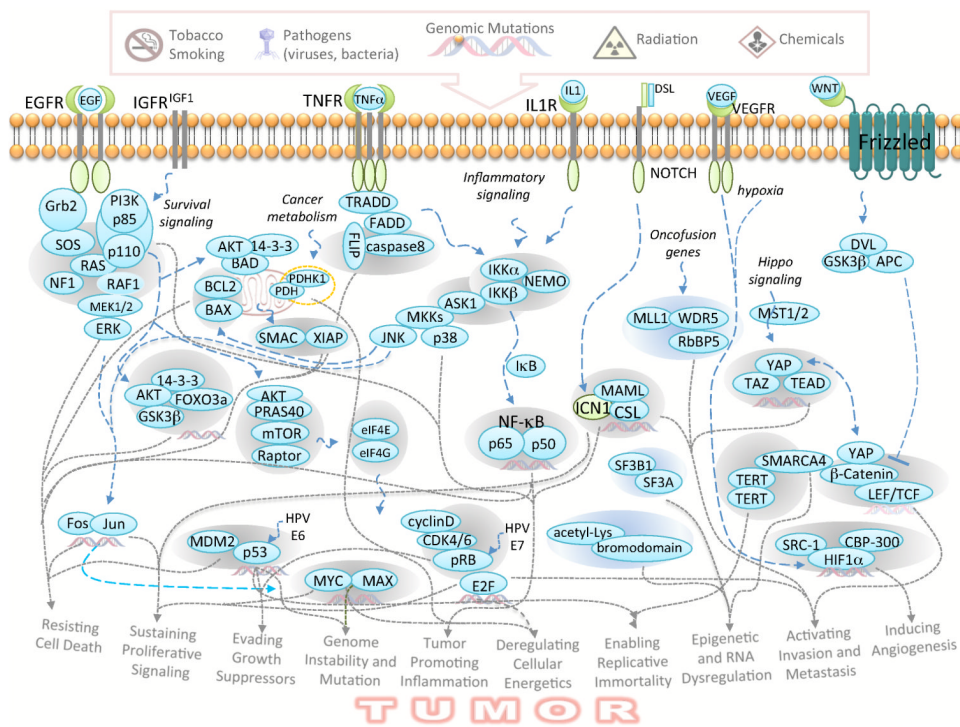 Tobacco
Smoking
Pathogens
(viruses, bacteria)
Genomic Mutations
Radiation
Chemicals
EGFR
EGF
IGFR
IGF1
TNFR
TNFα
IL1R
IL1
DSL
VEGF
VEGFR
WNT
Frizzled
NOTCH
hypoxia
Inflammatory
signaling
Survival
signaling
Cancer
metabolism
Oncofusion
genes
Hippo
signaling
Grb2
PI3K
p85
SOS
p110
RAS
NF1
RAF1
MEK1/2
ERK
AKT
14-3-3
BAD
BCL2
BAX
PDHK1
PDH
SMAC
XIAP
TRADD
FADD
FLIP
caspase8
IKKα
NEMO
IKKβ
ASK1
MKKs
JNK
p38
IκB
MLL1
WDR5
RbBP5
DVL
GSK3β
APC
MST1/2
YAP
TAZ
TEAD
14-3-3
AKT
FOXO3a
GSK3β
AKT
PRAS40
mTOR
Raptor
eIF4E
eIF4G
NF-κB
p65
p50
MAML
ICN1
CSL
SF3B1
SF3A
SMARCA4
TERT
TERT
YAP
β-Catenin
LEF/TCF
Fos
Jun
HPV
E6
MDM2
p53
MYC
MAX
cyclinD
CDK4/6
pRB
HPV
E7
E2F
acetyl-Lys
bromodomain
SRC-1
CBP-300
HIF1α
Resisting
Cell Death
Sustaining
Proliferative
Signaling
Evading
Growth
Suppressors
Genome
Instability and
Mutation
Tumor
Promoting
Inflammation
Deregulating
Cellular
Energetics
Enabling
Replicative
Immortality
Epigenetic
and RNA
Dysregulation
Activating
Invasion and
Metastasis
Inducing
Angiogenesis
TUMOR